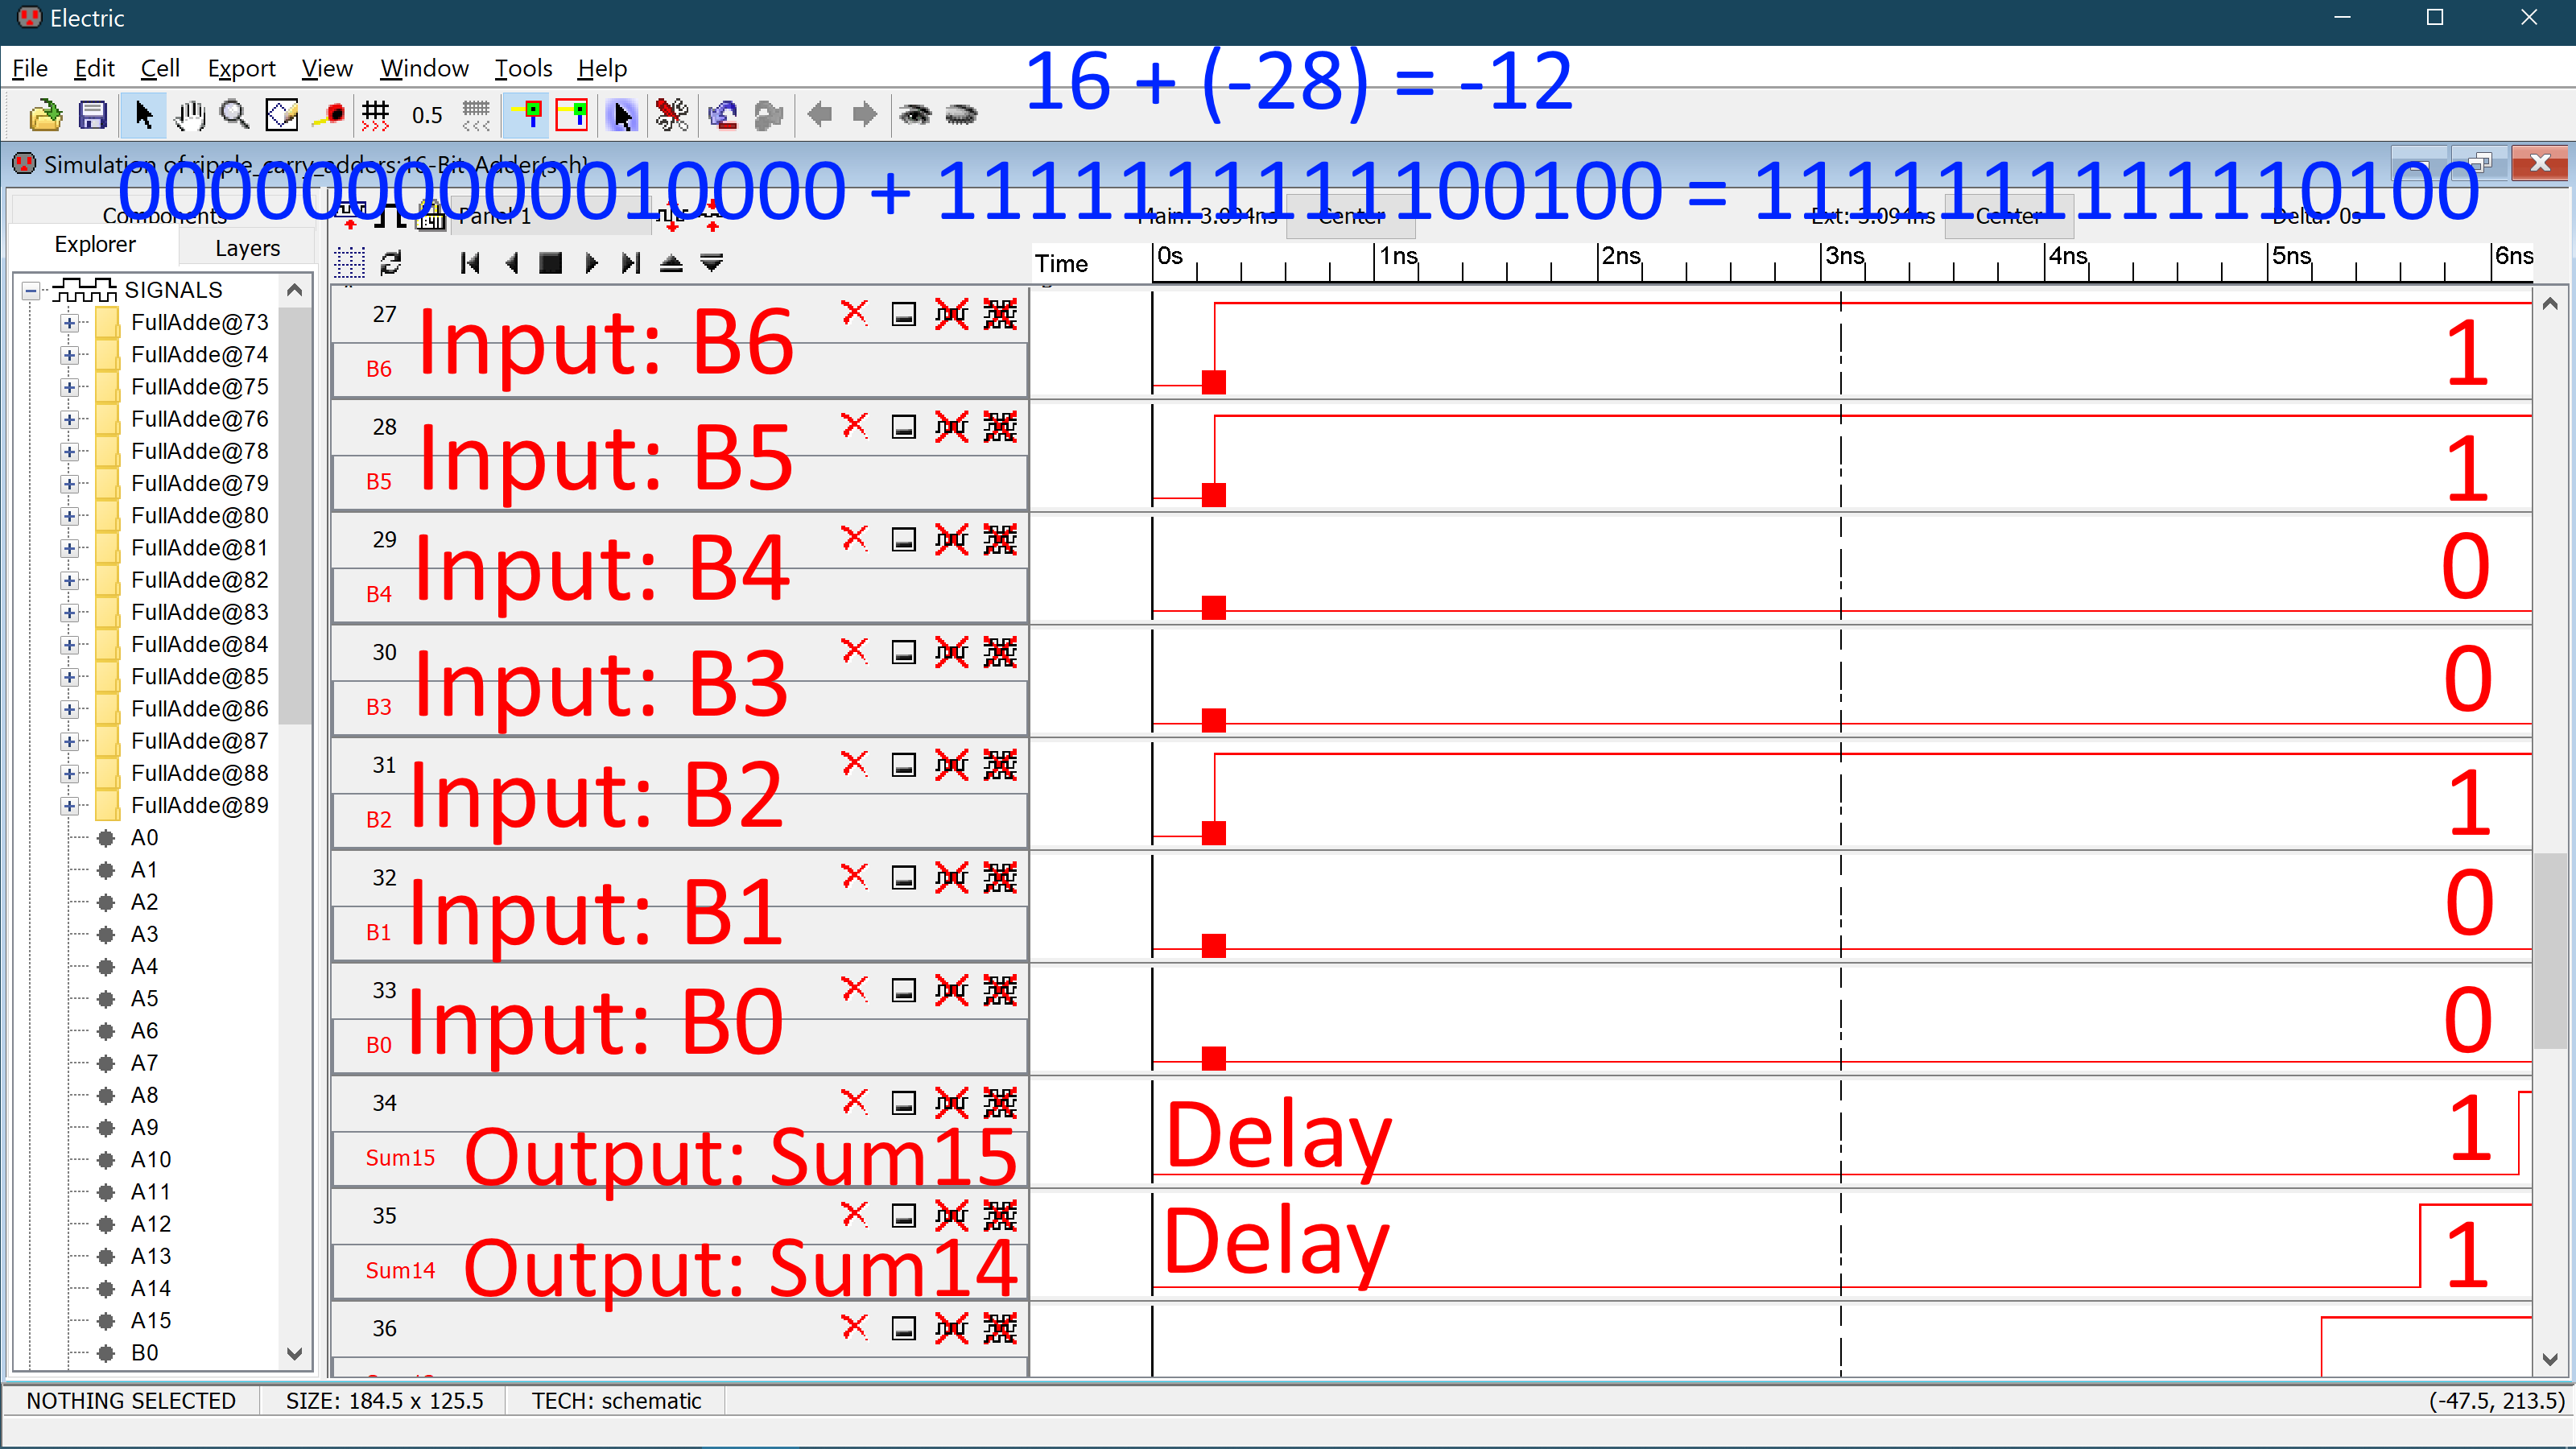 Electric
File Edit Cell Export View Window Tools Help
16 + (-28) = -12
0.5
Simulation of ripple_carry_adders:16-Bit-Adder{sch}
0000000000010000 + 1111111111100100 = 1111111111110100
Components
Explorer
Layers
Panel 1
Main: 3.094ns
Center
Ext: 3.094ns
Center
Delta: 0s
Time
0s 1ns 2ns 3ns 4ns 5ns 6ns
SIGNALS
FullAdde@73
FullAdde@74
FullAdde@75
FullAdde@76
FullAdde@78
FullAdde@79
FullAdde@80
FullAdde@81
FullAdde@82
FullAdde@83
FullAdde@84
FullAdde@85
FullAdde@86
FullAdde@87
FullAdde@88
FullAdde@89
A0
A1
A2
A3
A4
A5
A6
A7
A8
A9
A10
A11
A12
A13
A14
A15
B0
27
B6
Input: B6
1
28
B5
Input: B5
1
29
B4
Input: B4
0
30
B3
Input: B3
0
31
B2
Input: B2
1
32
B1
Input: B1
0
33
B0
Input: B0
0
34
Sum15
Output: Sum15
Delay
1
35
Sum14
Output: Sum14
Delay
1
36
NOTHING SELECTED
SIZE: 184.5 x 125.5
TECH: schematic
(-47.5, 213.5)